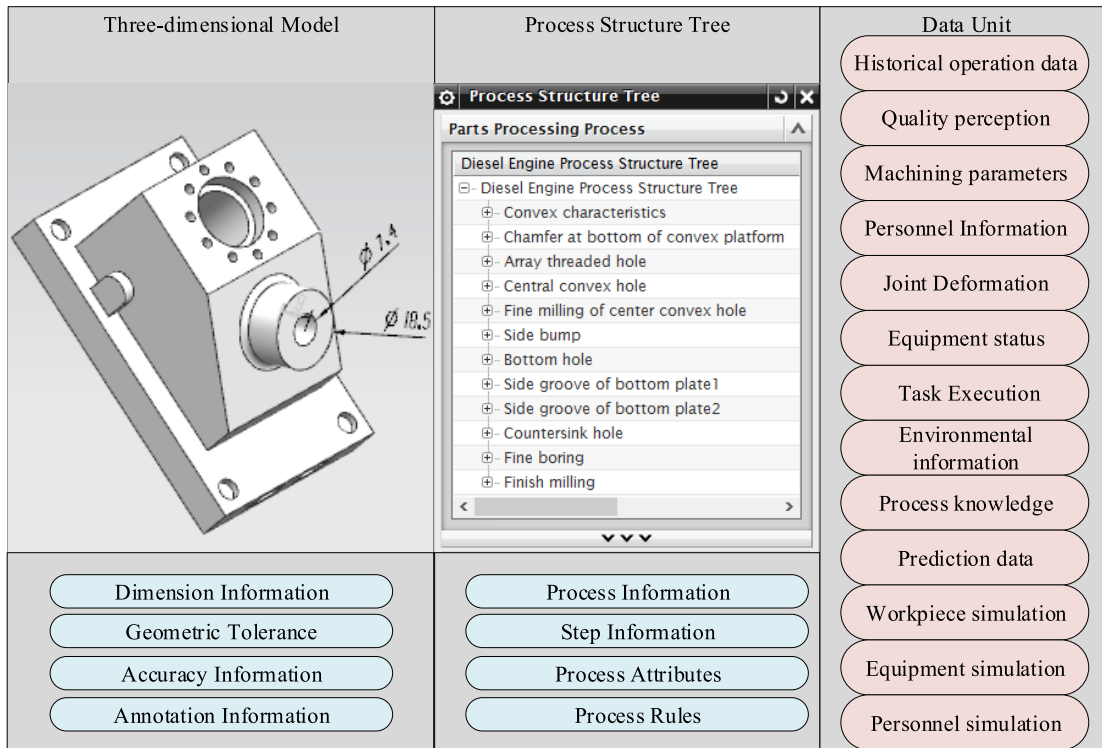 Three-dimensional Model
Process Structure Tree
Data Unit
φ 7.4
φ 18.5
Process Structure Tree
Parts Processing Process
Diesel Engine Process Structure Tree
Diesel Engine Process Structure Tree
Convex characteristics
Chamfer at bottom of convex platform
Array threaded hole
Central convex hole
Fine milling of center convex hole
Side bump
Bottom hole
Side groove of bottom plate1
Side groove of bottom plate2
Countersink hole
Fine boring
Finish milling
Dimension Information
Geometric Tolerance
Accuracy Information
Annotation Information
Process Information
Step Information
Process Attributes
Process Rules
Historical operation data
Quality perception
Machining parameters
Personnel Information
Joint Deformation
Equipment status
Task Execution
Environmental
information
Process knowledge
Prediction data
Workpiece simulation
Equipment simulation
Personnel simulation